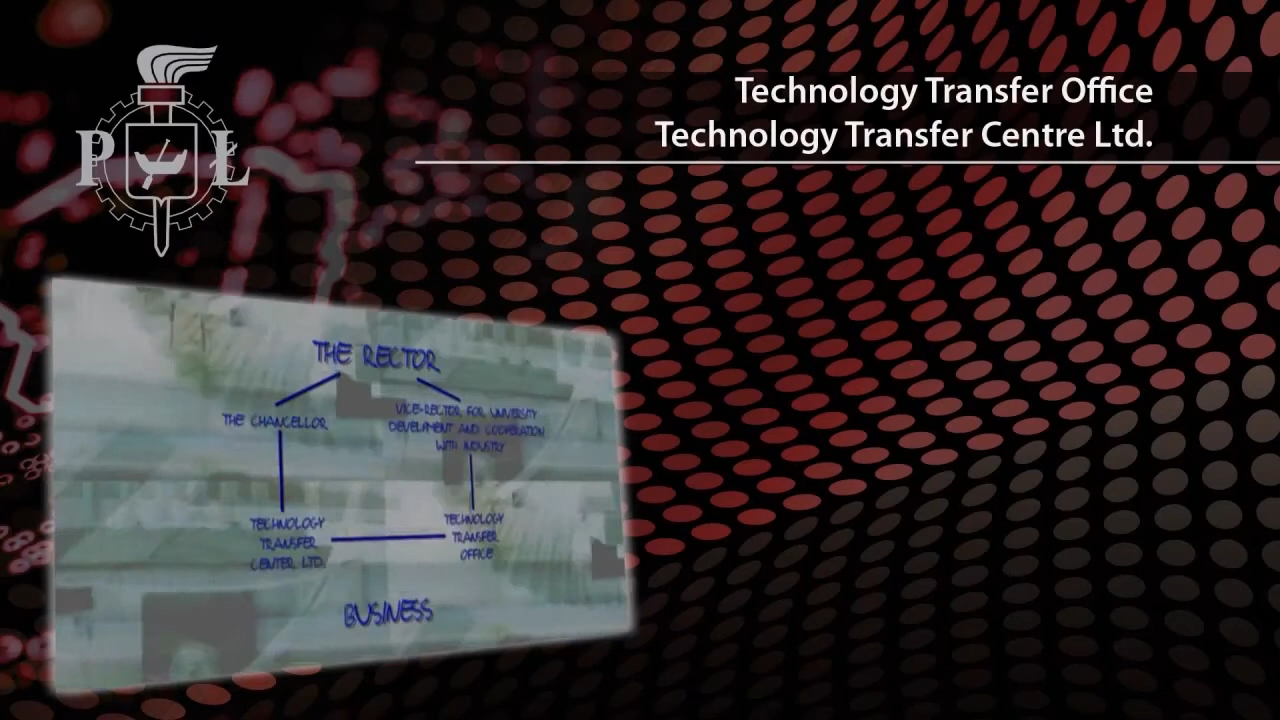 Technology Transfer Office
Technology Transfer Centre Ltd.
P Ł
THE RECTOR
THE CHANCELLOR
VICE-RECTOR FOR UNIVERSITY
DEVELPMENT AND COOPERATION
WITH INDUSTRY
TECHNOLOGY
TRANSFER
CENTER LTD.
TECHNOLOGY
TRANSFER
OFFICE
BUSINESS